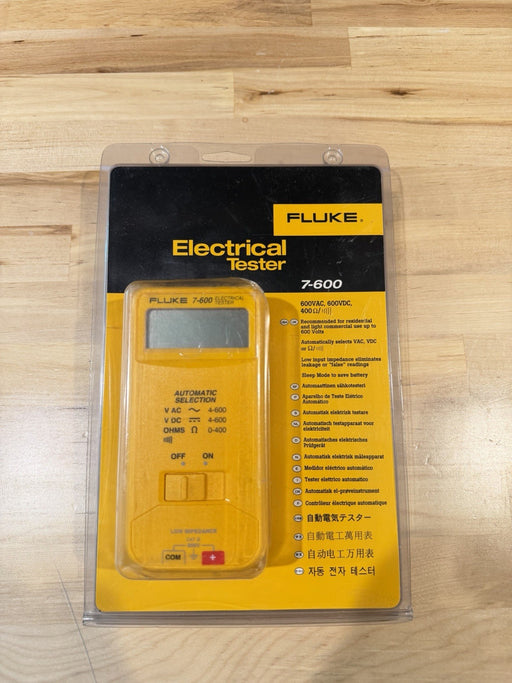 FLUKE®
Electrical
Tester
7-600
600VAC, 600VDC,
400 Ω/
Recommended for residential
and light commercial use up to
600 Volts
Automatically selects VAC, VDC
or Ω/
Low input impedance eliminates
leakage or "false" readings
Sleep Mode to save battery
Automaattinen sähkotesteri
Aparelho de Teste Elétrico
Automático
Automatisk elektrisk testare
Automatisch testapparaat voor
elektriciteit
Automatisches elektrisches
Prüfgerät
Automatisk elektrisk måleapparat
Medidor eléctrico automático
Tester elettrico automatico
Automatisk el-prøveinstrument
Contrôleur électrique automatique
自動電気テスター
自動電工萬用表
自动电工万用表
자동 전자 테스터
FLUKE 7-600 ELECTRICAL
TESTER
AUTOMATIC
SELECTION
V AC 4-600
V DC 4-600
OHMS Ω 0-400
OFF ON
LOW IMPEDANCE
COM +